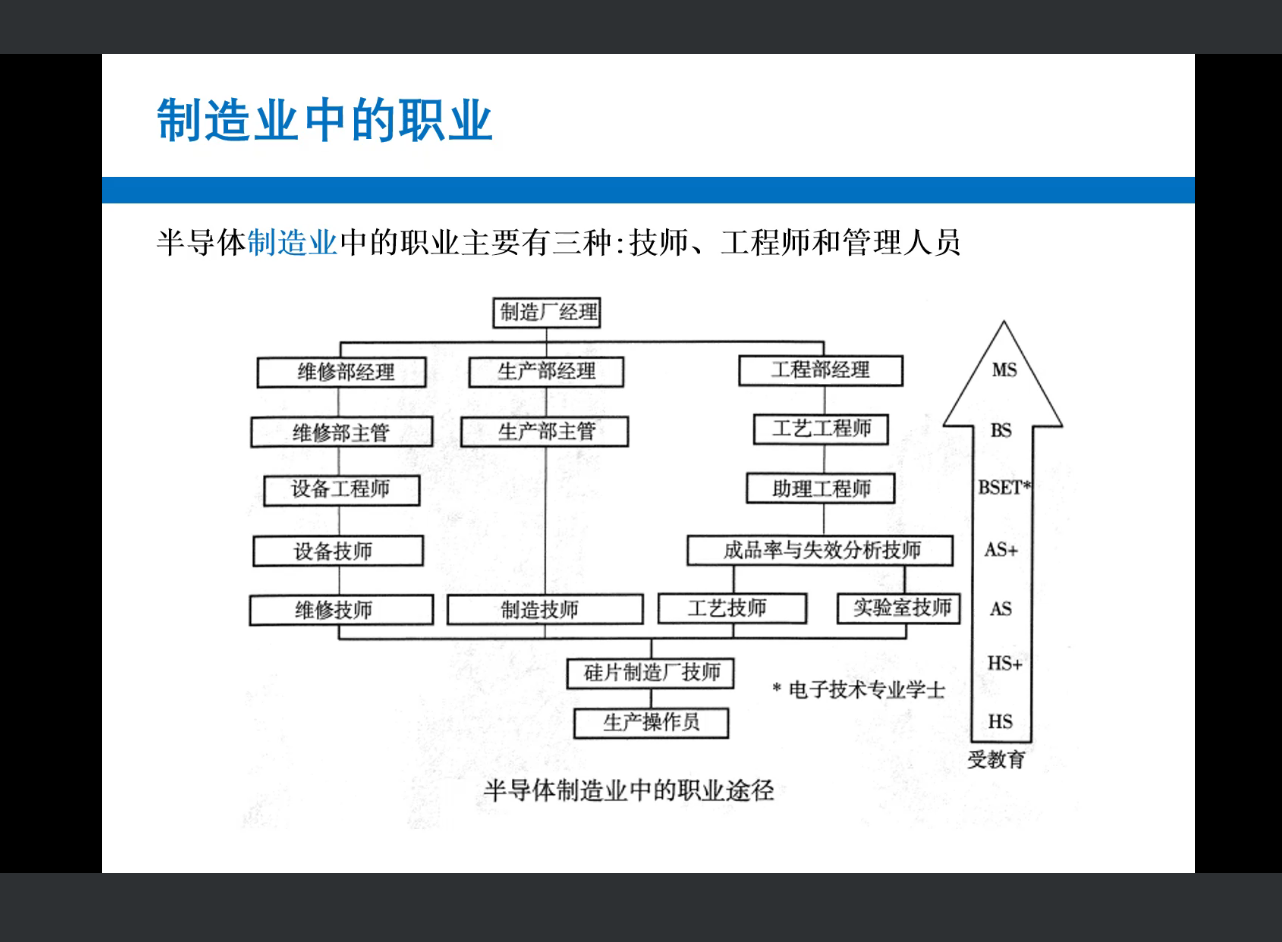 制造业中的职业
半导体制造业中的职业主要有三种:技师、工程师和管理人员
制造厂经理
维修部经理 生产部经理 工程部经理 MS
维修部主管 生产部主管 工艺工程师 BS
设备工程师 助理工程师 BSET*
设备技师 成品率与失效分析技师 AS+
维修技师 制造技师 工艺技师 实验室技师 AS
硅片制造厂技师 HS+
* 电子技术专业学士
生产操作员 HS
受教育
半导体制造业中的职业途径